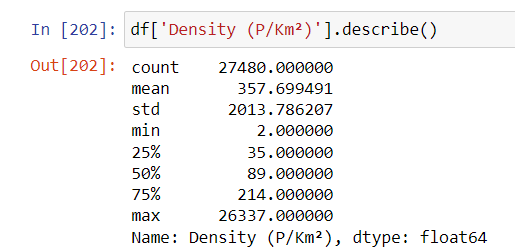 In [202]: df['Density (P/Km²)'].describe()
Out[202]: count    27480.000000
mean       357.699491
std       2013.786207
min          2.000000
25%         35.000000
50%         89.000000
75%        214.000000
max      26337.000000
Name: Density (P/Km²), dtype: float64